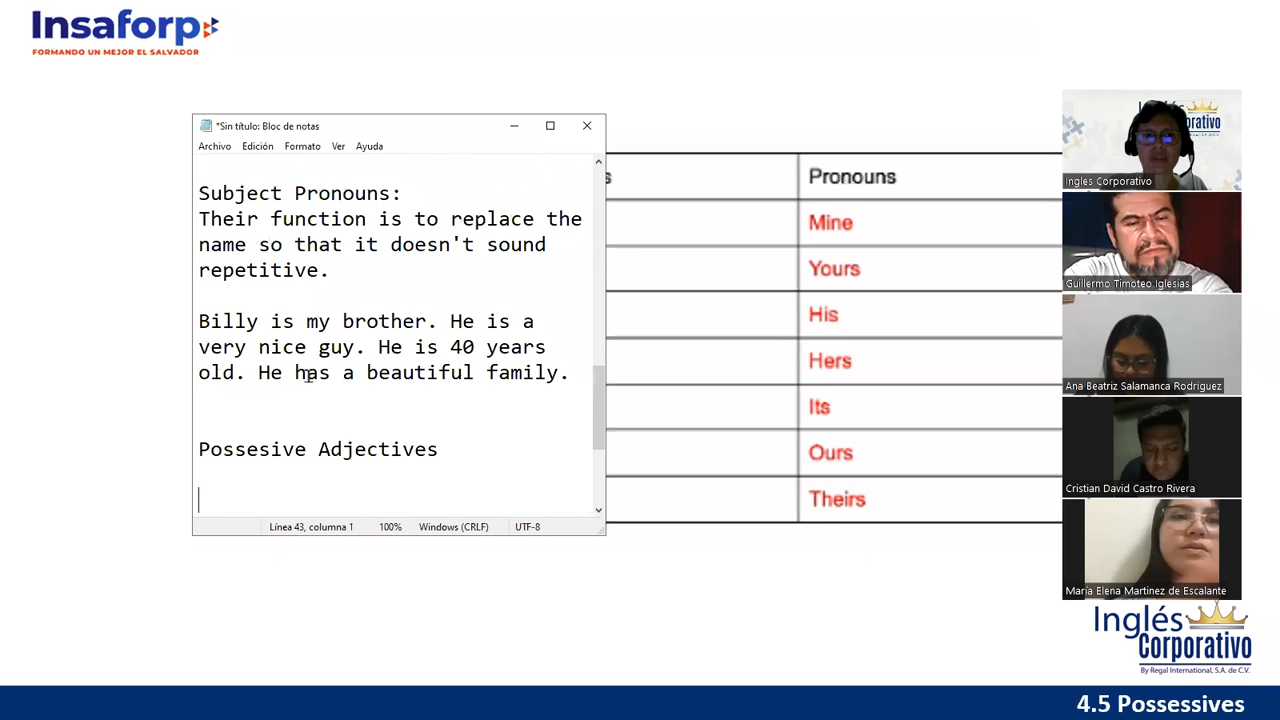 Insaforp
FORMANDO UN MEJOR EL SALVADOR
*Sin título: Bloc de notas
Archivo Edición Formato Ver Ayuda
Subject Pronouns:
Their function is to replace the
name so that it doesn't sound
repetitive.
Billy is my brother. He is a
very nice guy. He is 40 years
old. He has a beautiful family.
Possesive Adjectives
Línea 43, columna 1 100% Windows (CRLF) UTF-8
s
Pronouns
Mine
Yours
His
Hers
Its
Ours
Theirs
Ingles Corporativo
Guillermo Timoteo Iglesias
Ana Beatriz Salamanca Rodriguez
Cristian David Castro Rivera
María Elena Martinez de Escalante
Inglés
Corporativo
By Regal International, S.A. de C.V.
4.5 Possessives